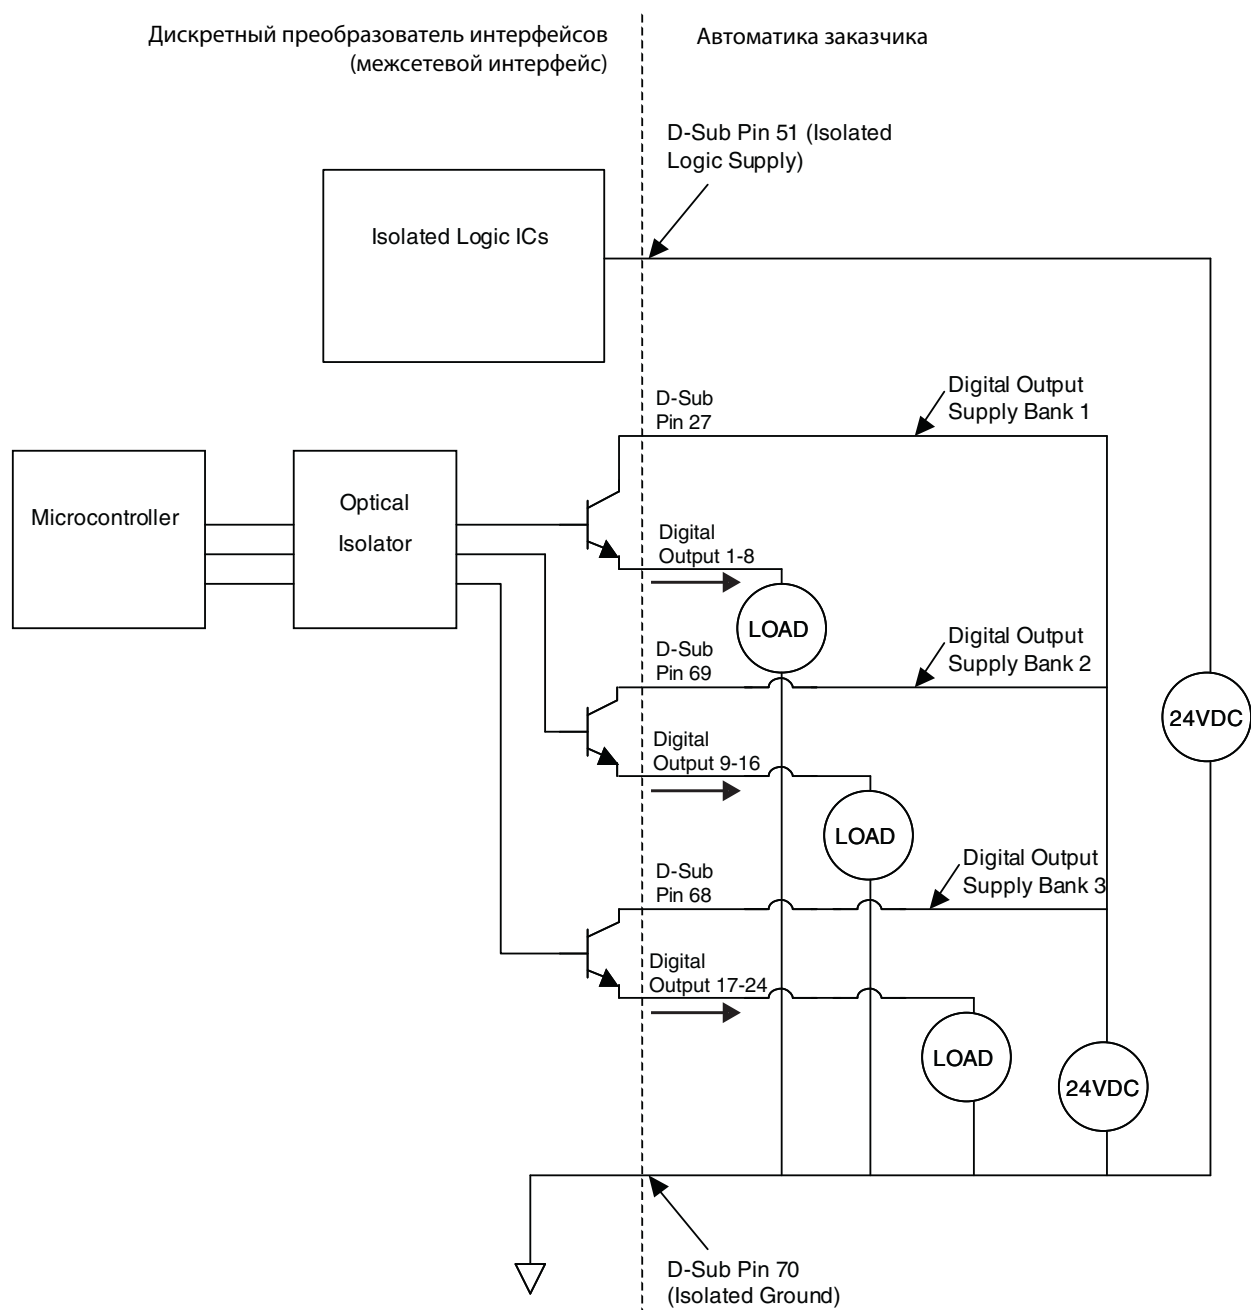 Дискретный преобразователь интерфейсов
(межсетевой интерфейс)
Автоматика заказчика
D-Sub Pin 51 (Isolated
Logic Supply)
Isolated Logic ICs
D-Sub
Pin 27
Digital Output
Supply Bank 1
Microcontroller
Optical
Isolator
Digital
Output 1-8
LOAD
D-Sub
Pin 69
Digital Output
Supply Bank 2
24VDC
Digital
Output 9-16
LOAD
D-Sub
Pin 68
Digital Output
Supply Bank 3
Digital
Output 17-24
LOAD
24VDC
D-Sub Pin 70
(Isolated Ground)